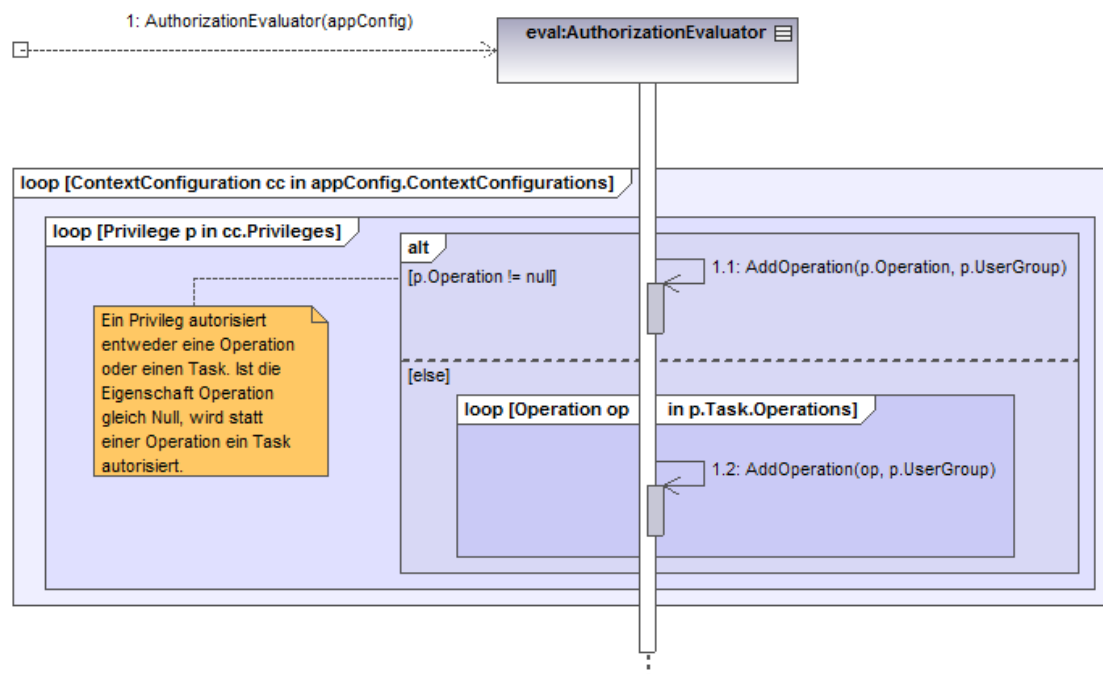 1: AuthorizationEvaluator(appConfig)
eval:AuthorizationEvaluator
loop [ContextConfiguration cc in appConfig.ContextConfigurations]
loop [Privilege p in cc.Privileges]
alt
[p.Operation != null]
1.1: AddOperation(p.Operation, p.UserGroup)
Ein Privileg autorisiert
entweder eine Operation
oder einen Task. Ist die
Eigenschaft Operation
gleich Null, wird statt
einer Operation ein Task
autorisiert.
[else]
loop [Operation op in p.Task.Operations]
1.2: AddOperation(op, p.UserGroup)